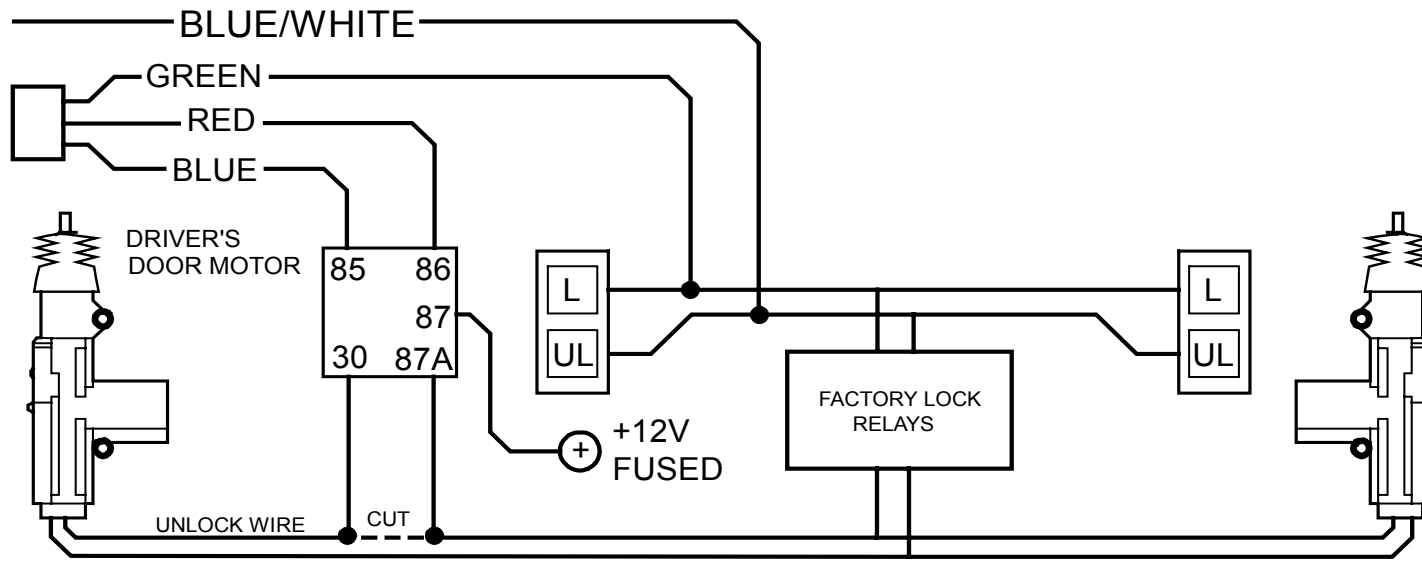 BLUE/WHITE
GREEN
RED
BLUE
DRIVER'S
DOOR MOTOR
85 86
87
30 87A
L
UL
L
UL
FACTORY LOCK
RELAYS
+
+12V
FUSED
UNLOCK WIRE
CUT